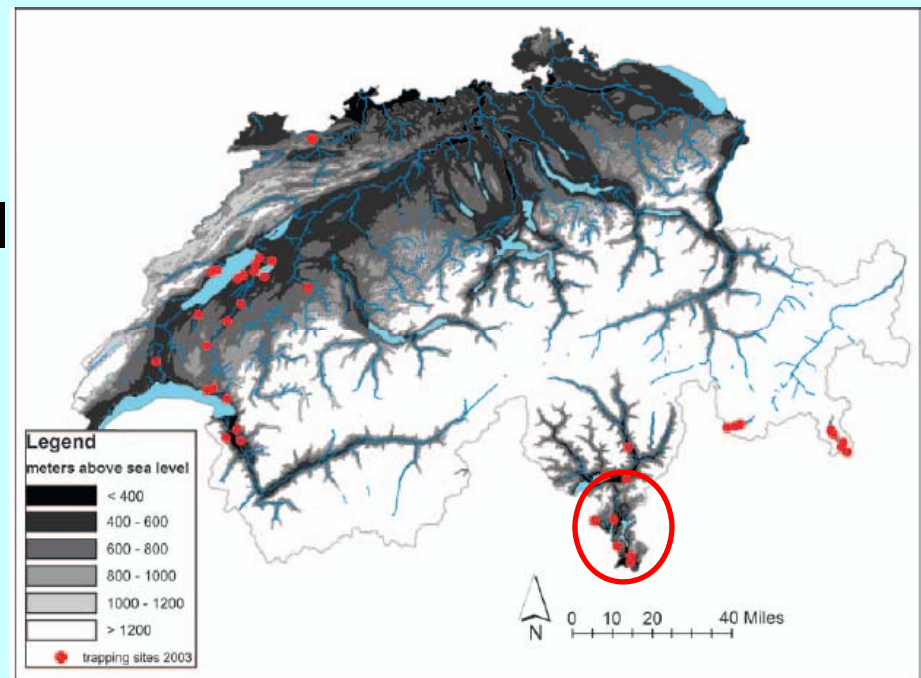 Legend
meters above sea level
< 400
400 - 600
600 - 800
800 - 1000
1000 - 1200
> 1200
trapping sites 2003
N
0 10 20 40 Miles